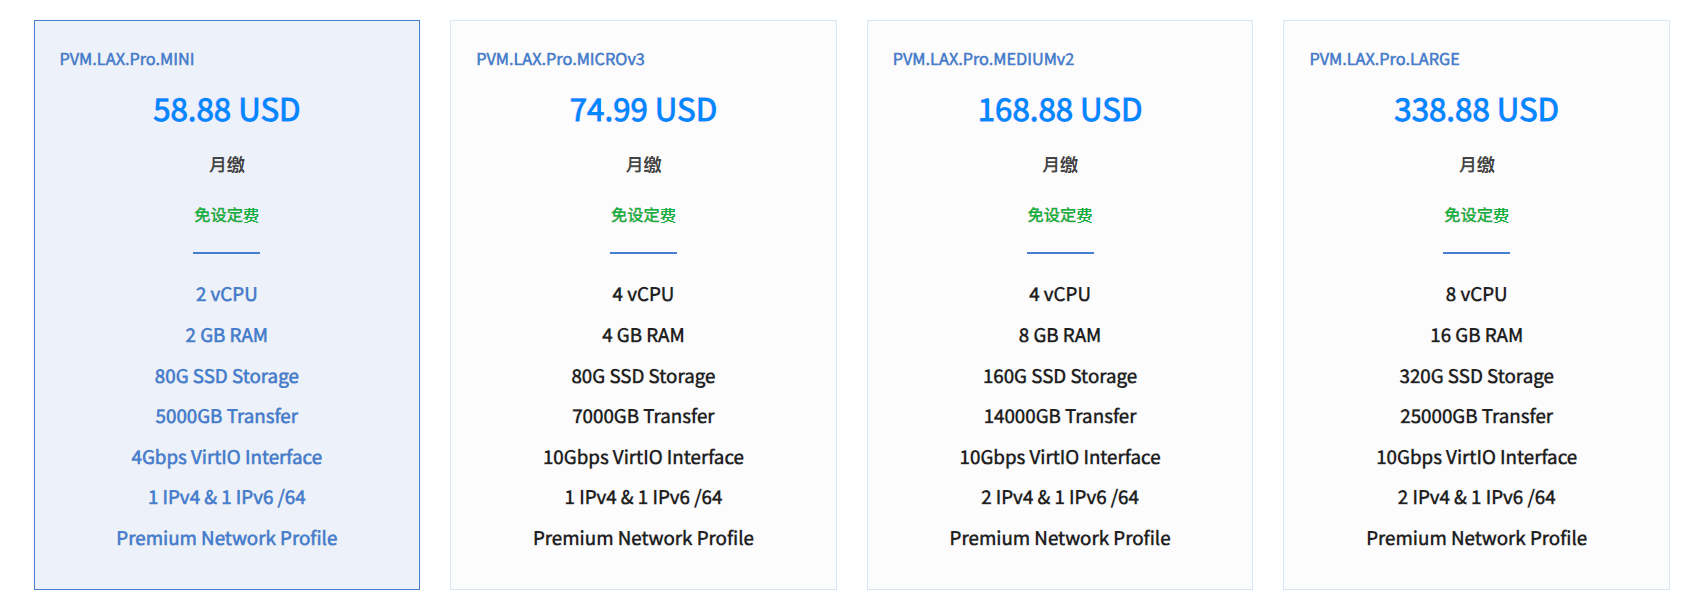 PVM.LAX.Pro.MINI
58.88 USD
月缴
免设定费
2 vCPU
2 GB RAM
80G SSD Storage
5000GB Transfer
4Gbps VirtIO Interface
1 IPv4 & 1 IPv6 /64
Premium Network Profile
PVM.LAX.Pro.MICROv3
74.99 USD
月缴
免设定费
4 vCPU
4 GB RAM
80G SSD Storage
7000GB Transfer
10Gbps VirtIO Interface
1 IPv4 & 1 IPv6 /64
Premium Network Profile
PVM.LAX.Pro.MEDIUMv2
168.88 USD
月缴
免设定费
4 vCPU
8 GB RAM
160G SSD Storage
14000GB Transfer
10Gbps VirtIO Interface
2 IPv4 & 1 IPv6 /64
Premium Network Profile
PVM.LAX.Pro.LARGE
338.88 USD
月缴
免设定费
8 vCPU
16 GB RAM
320G SSD Storage
25000GB Transfer
10Gbps VirtIO Interface
2 IPv4 & 1 IPv6 /64
Premium Network Profile